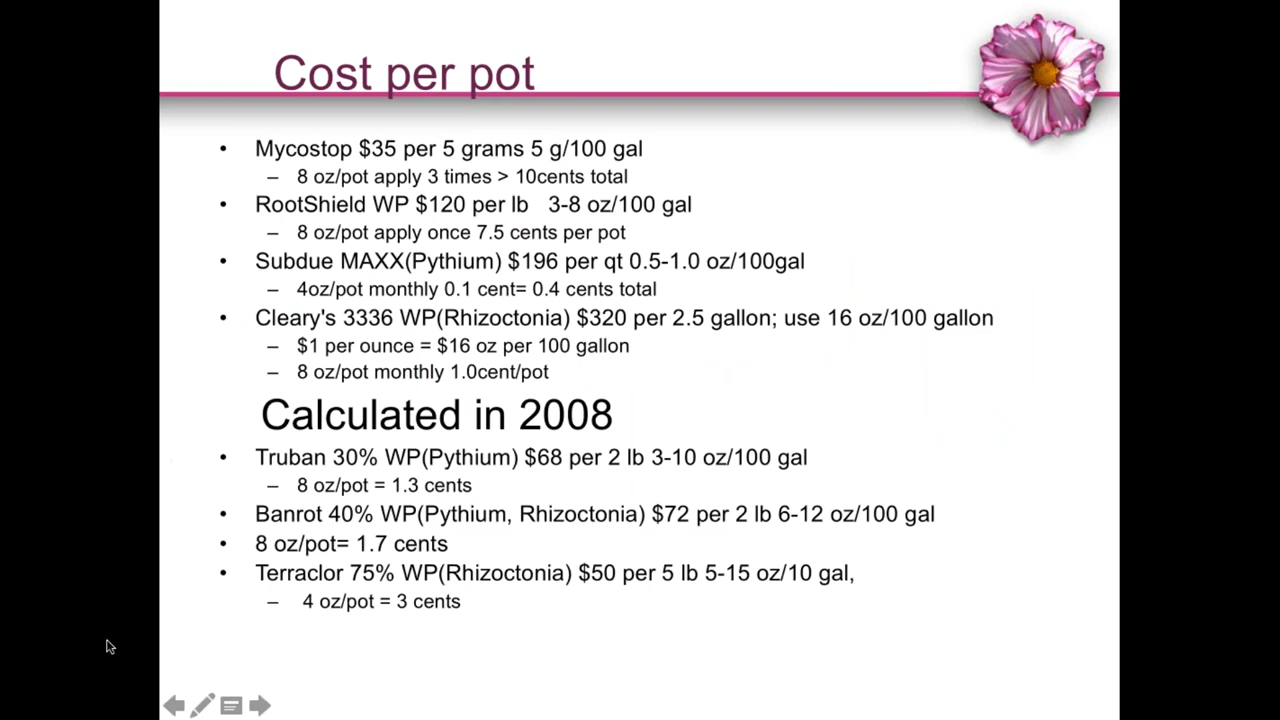 Cost per pot
• Mycostop $35 per 5 grams 5 g/100 gal
– 8 oz/pot apply 3 times > 10cents total
• RootShield WP $120 per lb 3-8 oz/100 gal
– 8 oz/pot apply once 7.5 cents per pot
• Subdue MAXX(Pythium) $196 per qt 0.5-1.0 oz/100gal
– 4oz/pot monthly 0.1 cent= 0.4 cents total
• Cleary's 3336 WP(Rhizoctonia) $320 per 2.5 gallon; use 16 oz/100 gallon
– $1 per ounce = $16 oz per 100 gallon
– 8 oz/pot monthly 1.0cent/pot
Calculated in 2008
• Truban 30% WP(Pythium) $68 per 2 lb 3-10 oz/100 gal
– 8 oz/pot = 1.3 cents
• Banrot 40% WP(Pythium, Rhizoctonia) $72 per 2 lb 6-12 oz/100 gal
• 8 oz/pot= 1.7 cents
• Terraclor 75% WP(Rhizoctonia) $50 per 5 lb 5-15 oz/10 gal,
– 4 oz/pot = 3 cents